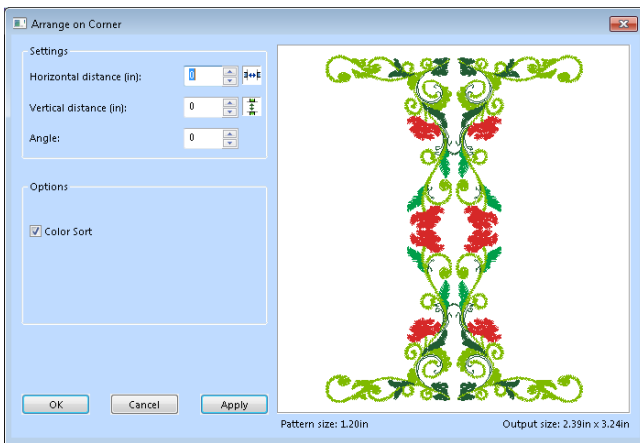 Arrange on Corner
Settings
Horizontal distance (in): 0
Vertical distance (in): 0
Angle: 0
Options
Color Sort
OK Cancel Apply
Pattern size: 1.20in Output size: 2.39in x 3.24in